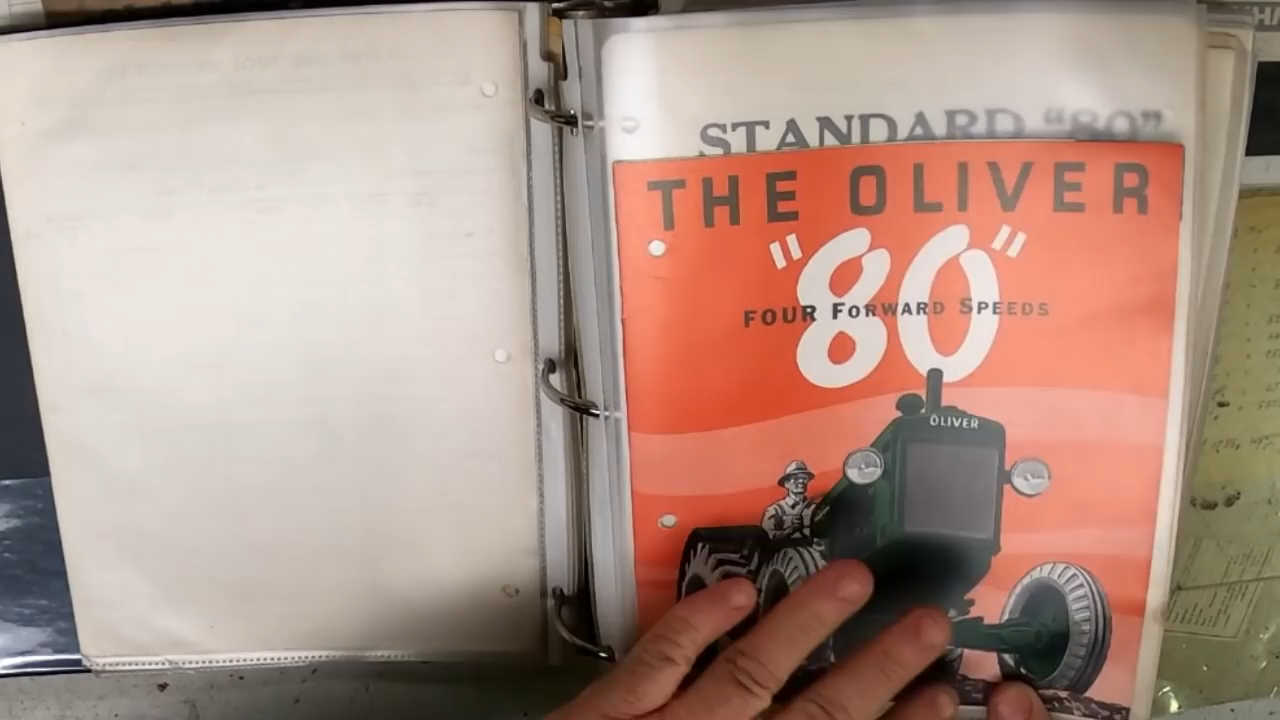 STANDARD "80"
THE OLIVER
"80"
FOUR FORWARD SPEEDS
OLIVER